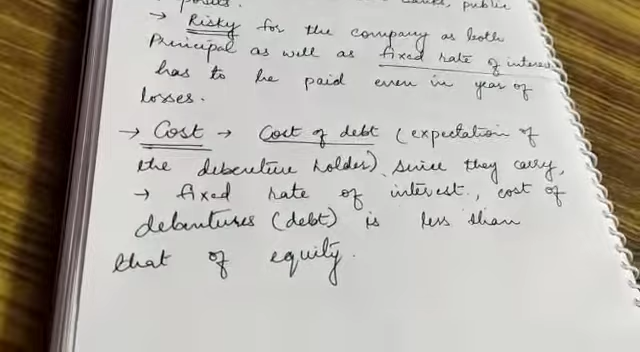 public
→ Risky for the company as both
Principal as well as fixed rate of interest
has to be paid even in year of
losses.
→ Cost → Cost of debt (expectation of
the debenture holder). Since they carry,
→ fixed rate of interest, cost of
debentures (debt) is less than
that of equity.